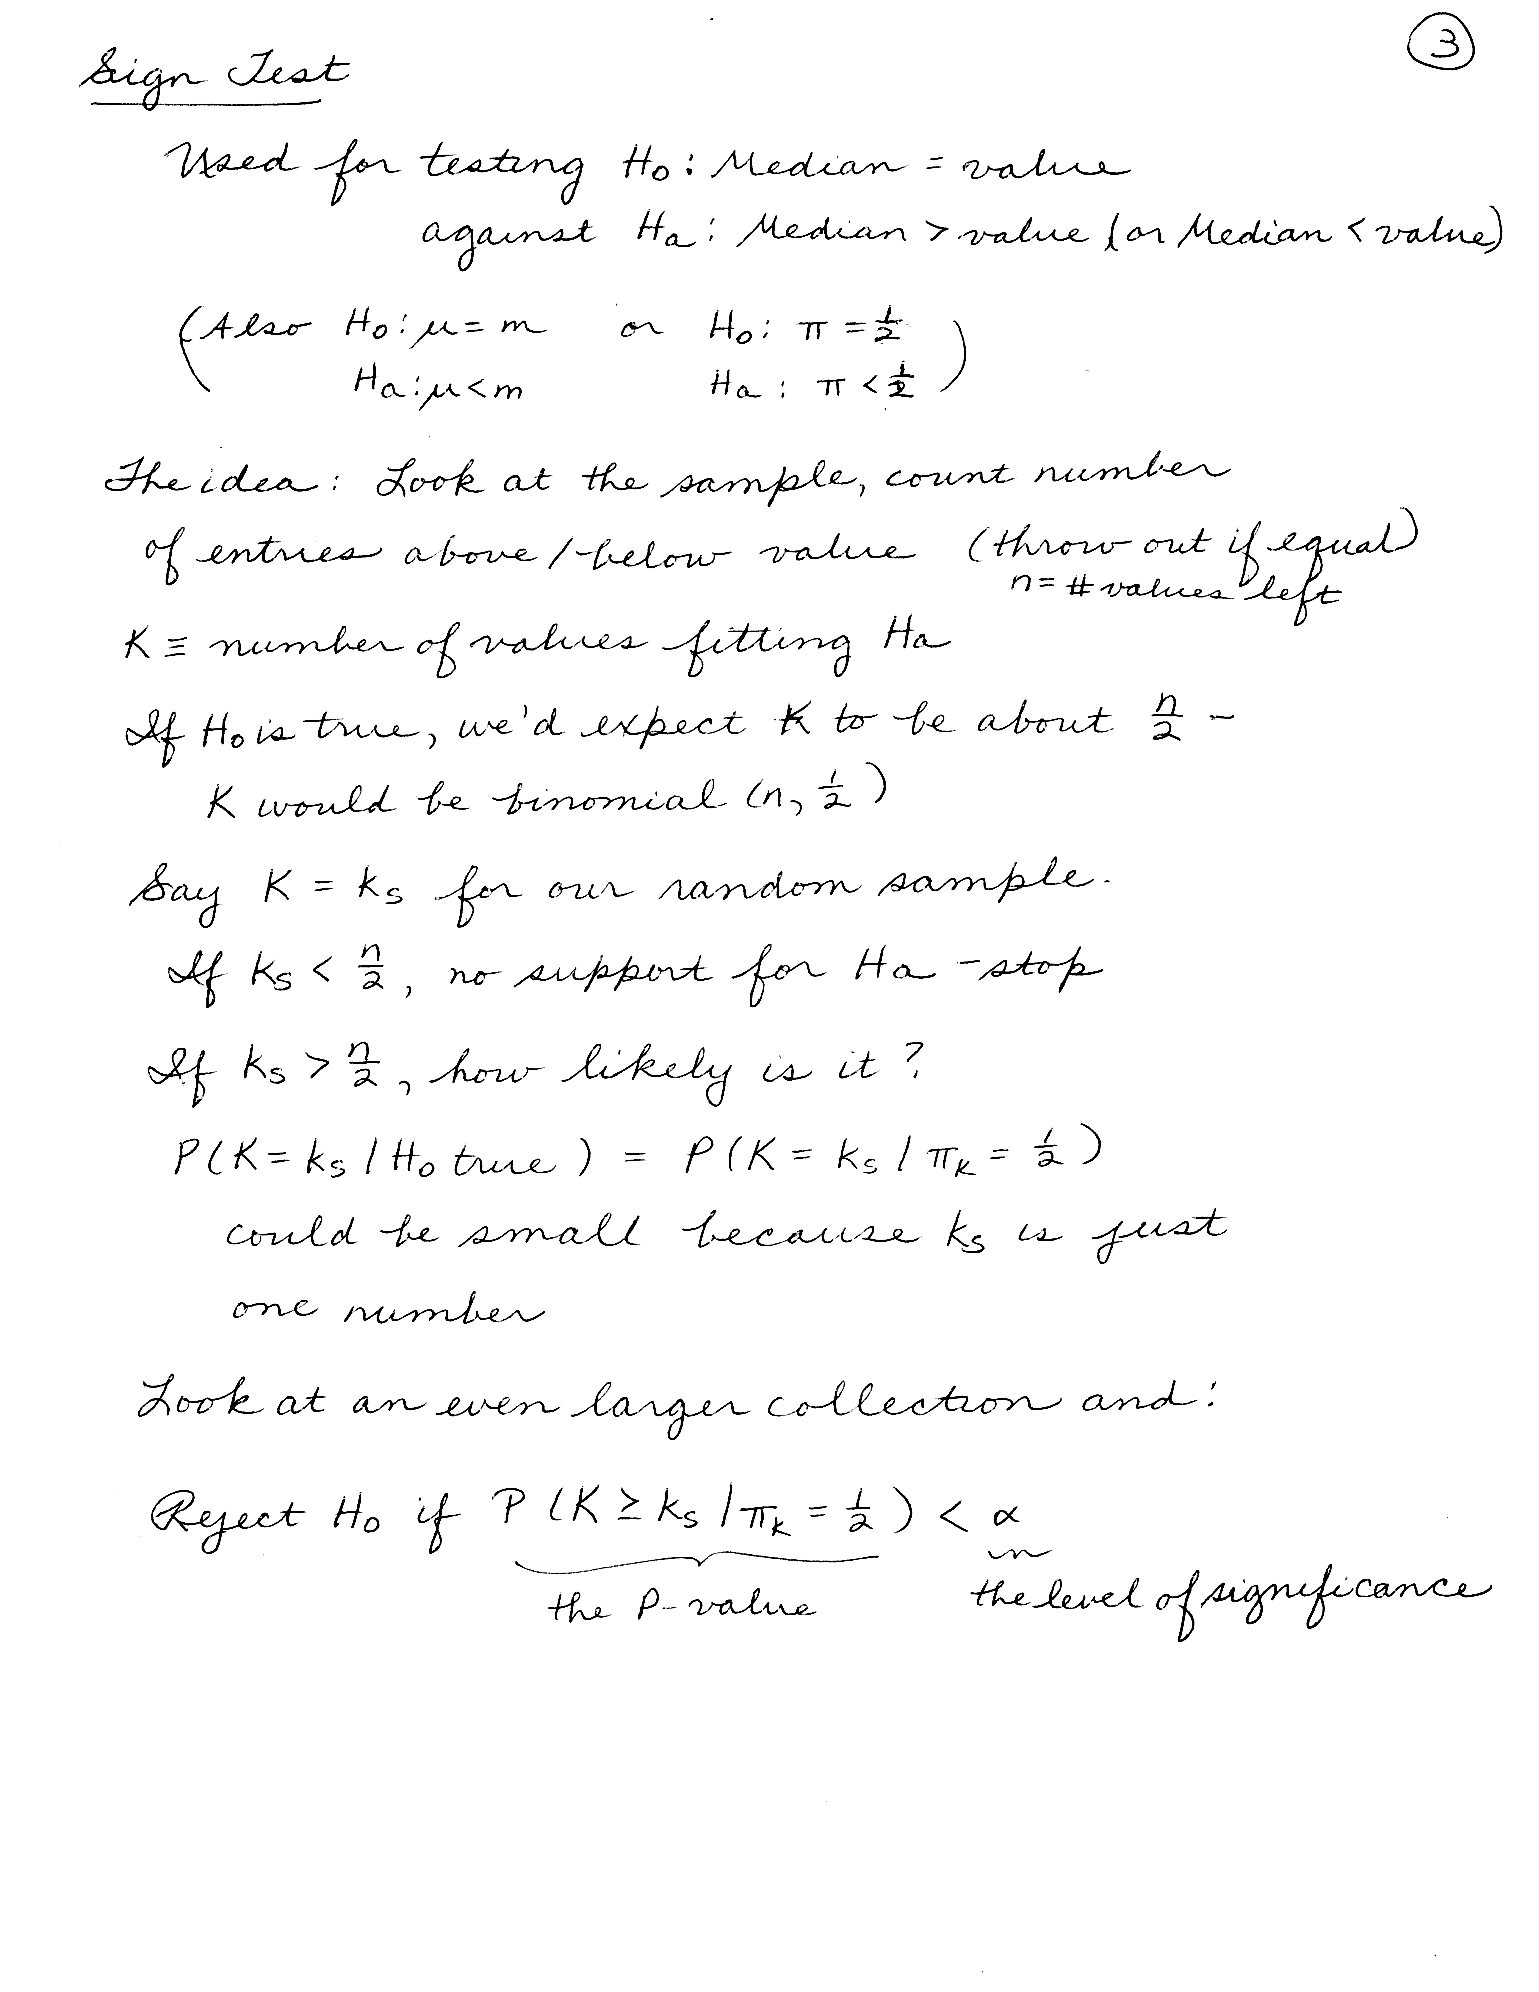 ③
Sign Test
Used for testing H₀: Median = value
against Ha: Median > value (or Median < value)
(Also H₀: μ = m or H₀: π = 1/2
Ha: μ < m Ha: π < 1/2)
The idea: Look at the sample, count number
of entries above/below value (throw out if equal)
n = # values left
K ≡ number of values fitting Ha
If H₀ is true, we'd expect K to be about n/2 –
K would be binomial (n, 1/2)
Say K = ks for our random sample.
If ks < n/2, no support for Ha – stop
If ks > n/2, how likely is it?
P(K = ks | H₀ true) = P(K = ks | πk = 1/2)
could be small because ks is just
one number
Look at an even larger collection and:
Reject H₀ if P(K ≥ ks | πk = 1/2) < α
the P-value the level of significance